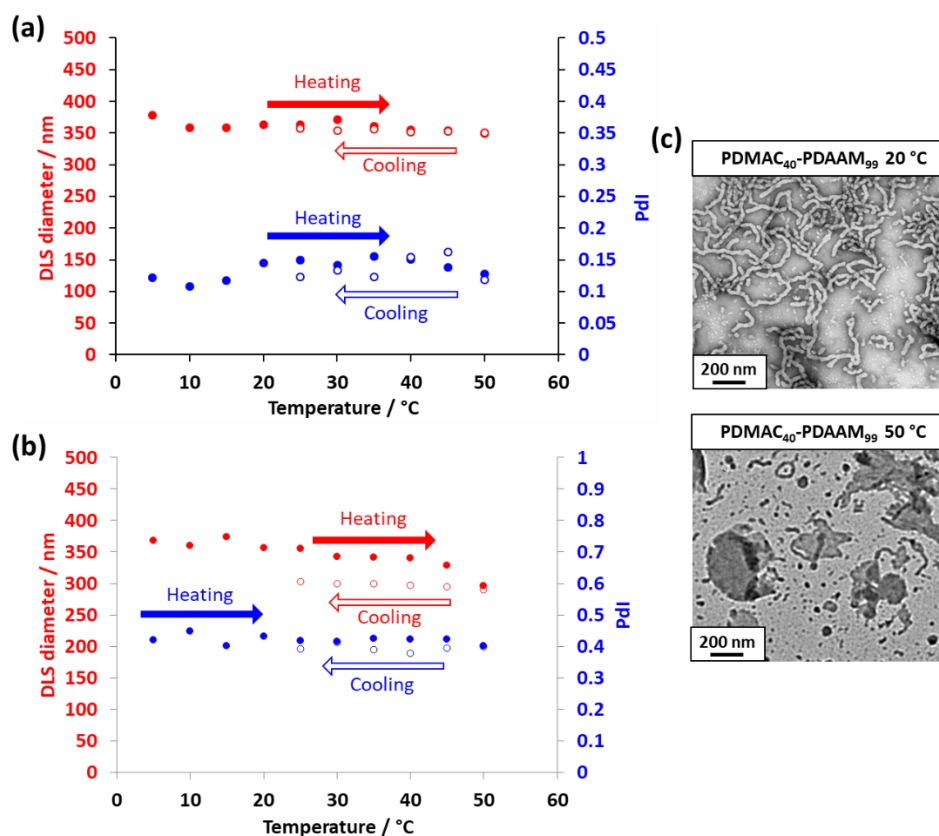 (a)
DLS diameter / nm
500
450
400
350
300
250
200
150
100
50
0
Heating
Cooling
Heating
Cooling
0.5
0.45
0.4
0.35
0.3
0.25
0.2
0.15
0.1
0.05
0
PdI
0 10 20 30 40 50 60
Temperature / °C
(b)
DLS diameter / nm
500
450
400
350
300
250
200
150
100
50
0
Heating
Cooling
Heating
Cooling
1
0.9
0.8
0.7
0.6
0.5
0.4
0.3
0.2
0.1
0
PdI
0 10 20 30 40 50 60
Temperature / °C
(c)
PDMAC₄₀-PDAAM₉₉ 20 °C
200 nm
PDMAC₄₀-PDAAM₉₉ 50 °C
200 nm